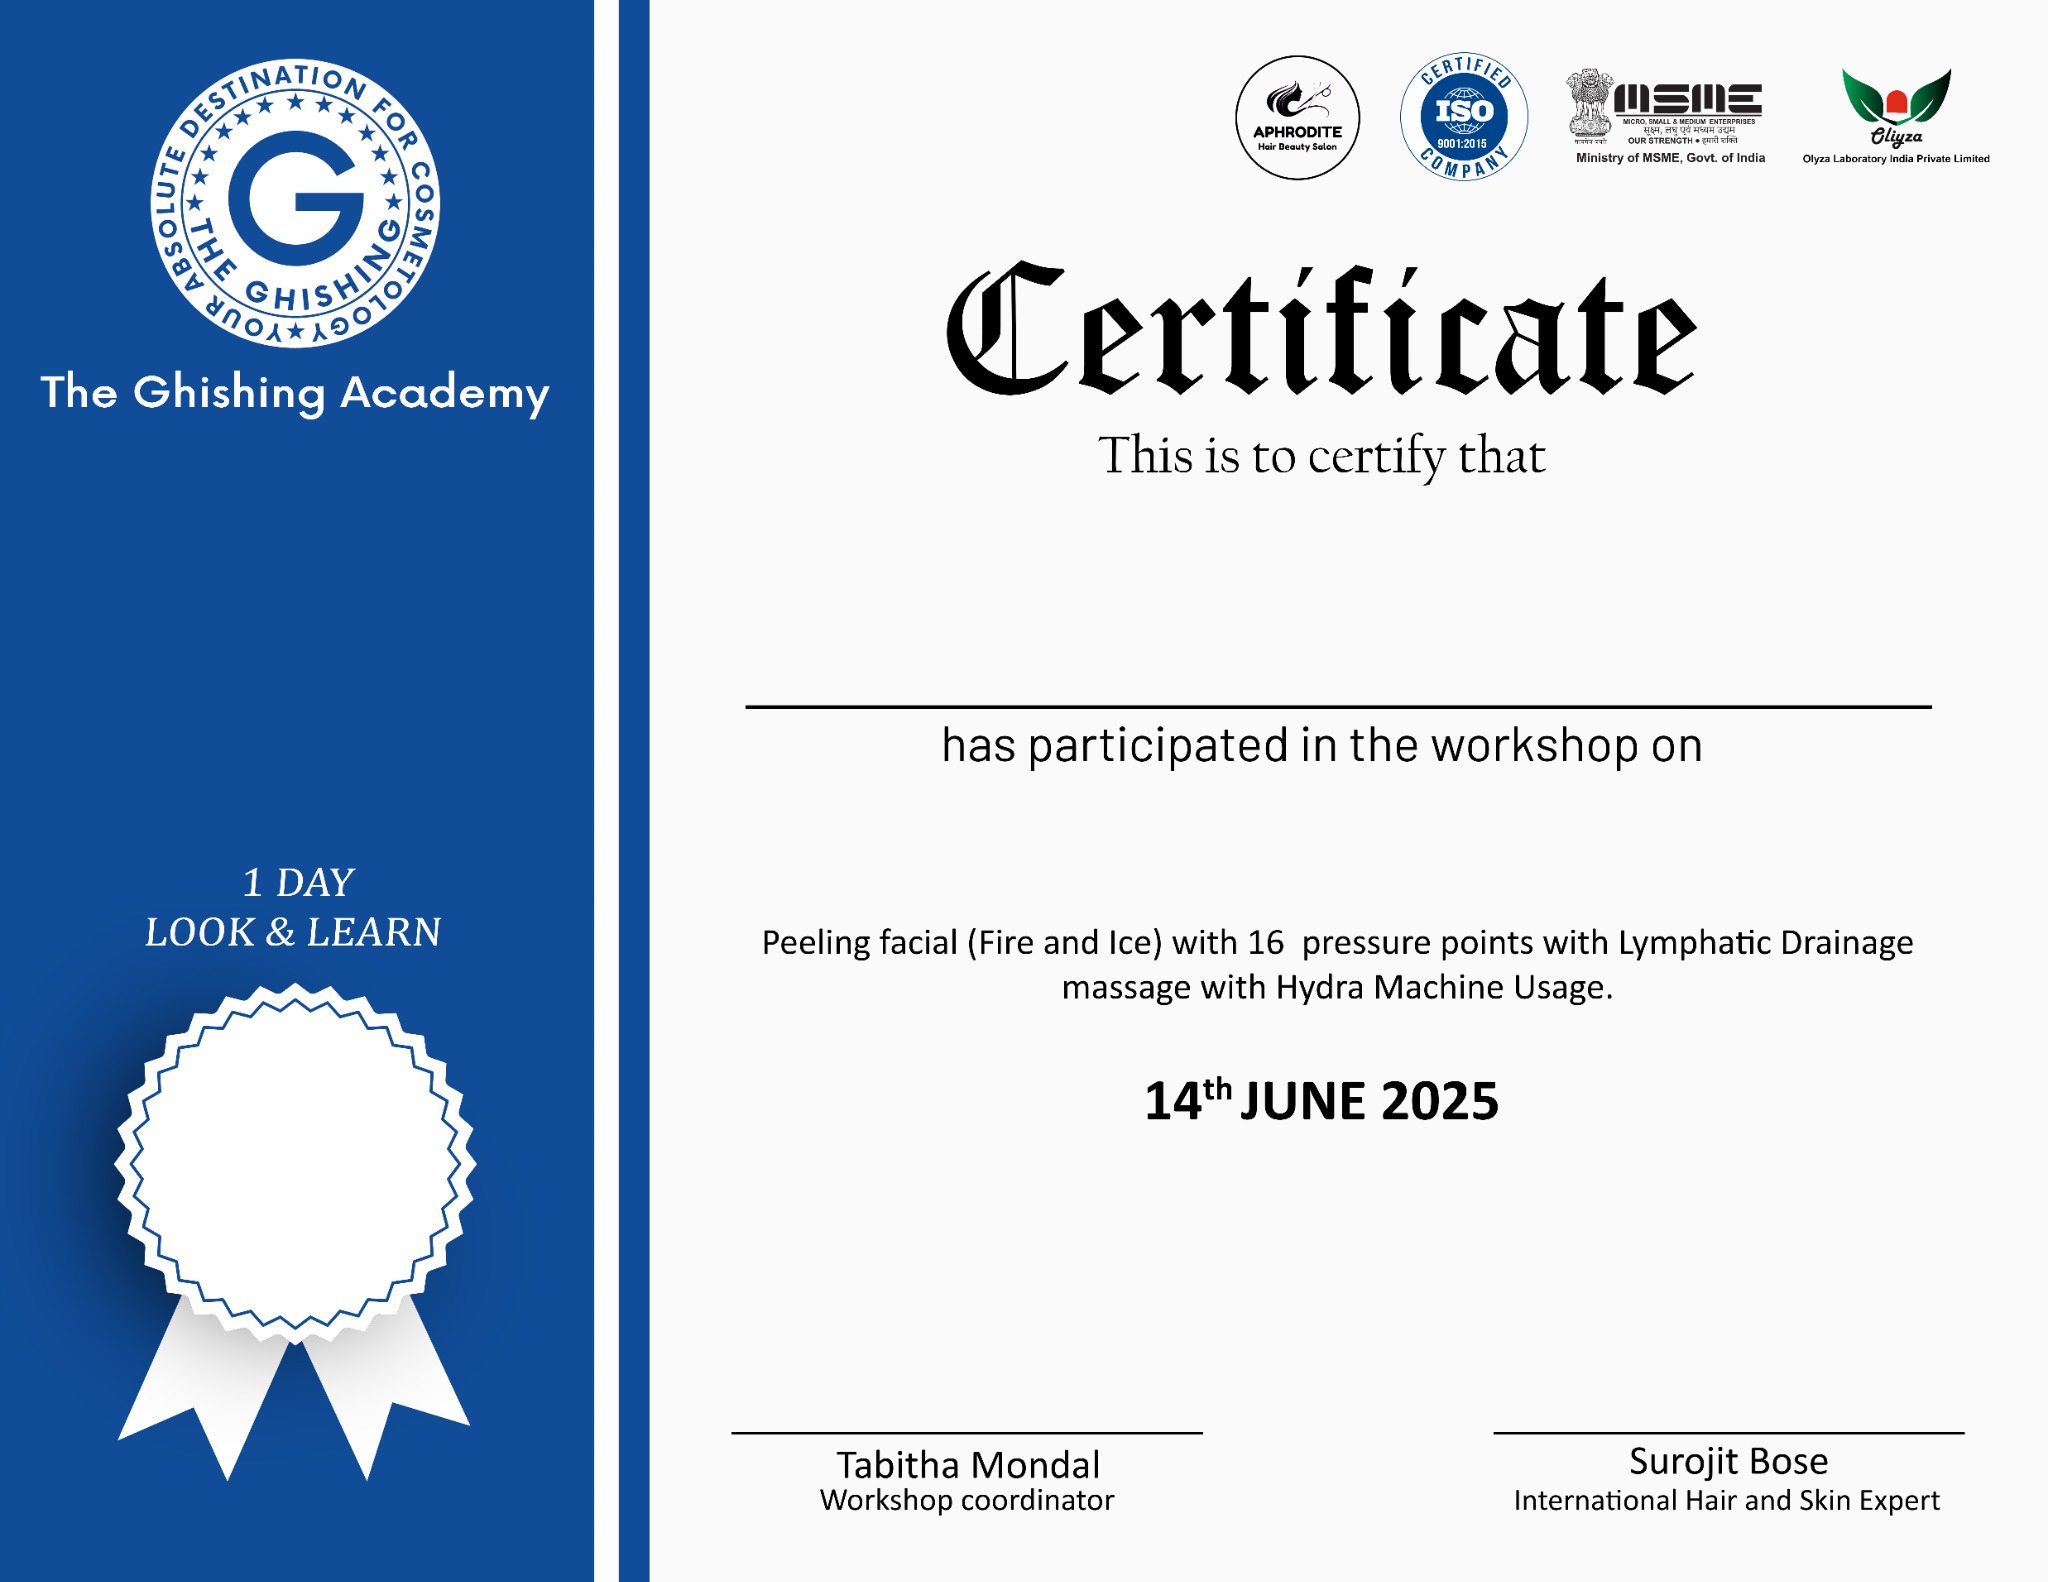 YOUR ABSOLUTE DESTINATION FOR COSMETOLOGY
THE GHISHING
G
The Ghishing Academy
1 DAY
LOOK & LEARN
APHRODITE
Hair Beauty Salon
CERTIFIED
ISO
9001:2015
COMPANY
MSME
MICRO, SMALL & MEDIUM ENTERPRISES
सूक्ष्म, लघु एवं मध्यम उद्यम
OUR STRENGTH ● हमारी शक्ति
सत्यमेव जयते
Ministry of MSME, Govt. of India
Olyza
Olyza Laboratory India Private Limited
Certificate
This is to certify that
has participated in the workshop on
Peeling facial (Fire and Ice) with 16 pressure points with Lymphatic Drainage
massage with Hydra Machine Usage.
14th JUNE 2025
Tabitha Mondal
Workshop coordinator
Surojit Bose
International Hair and Skin Expert